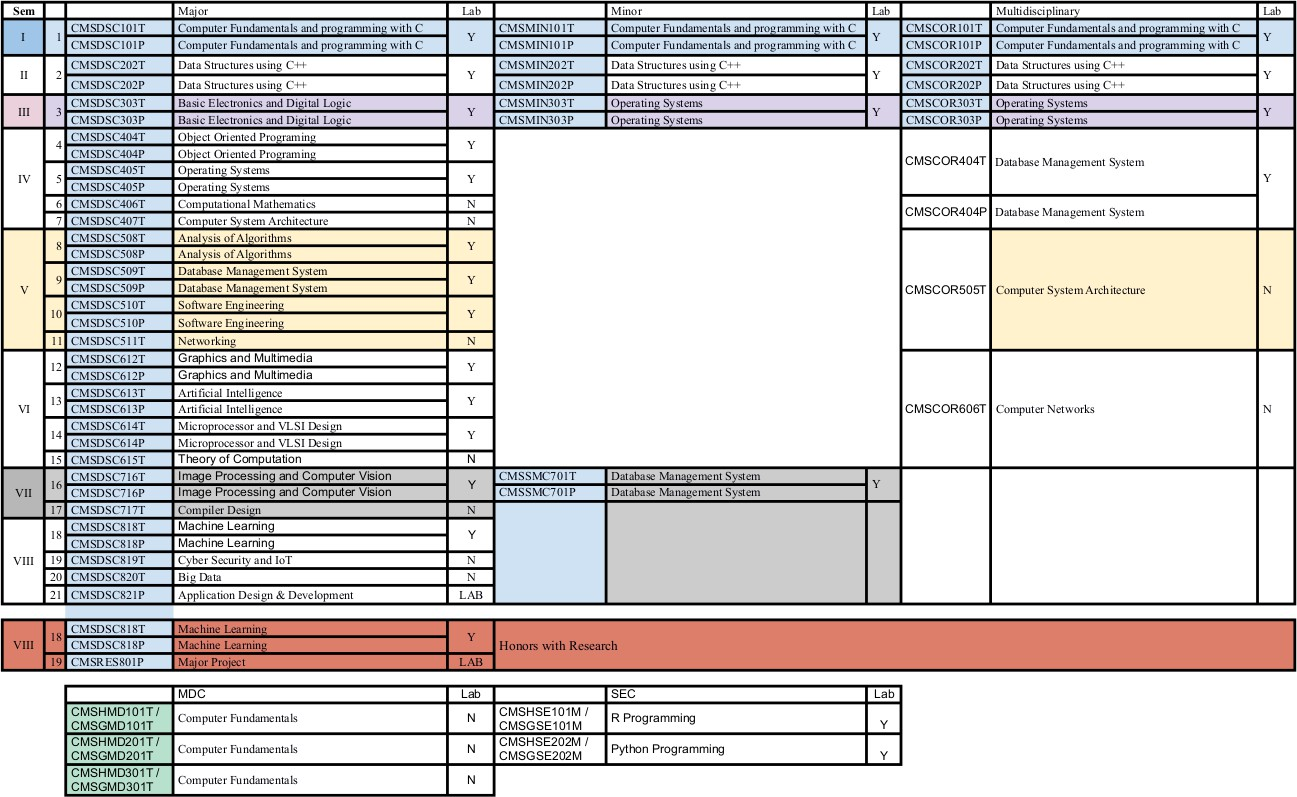 Sem Major Lab Minor Lab Multidisciplinary Lab
I 1 CMSDSC101T Computer Fundamentals and programming with C Y CMSMIN101T Computer Fundamentals and programming with C Y CMSCOR101T Computer Fundamentals and programming with C Y
CMSDSC101P Computer Fundamentals and programming with C CMSMIN101P Computer Fundamentals and programming with C CMSCOR101P Computer Fundamentals and programming with C
II 2 CMSDSC202T Data Structures using C++ Y CMSMIN202T Data Structures using C++ Y CMSCOR202T Data Structures using C++ Y
CMSDSC202P Data Structures using C++ CMSMIN202P Data Structures using C++ CMSCOR202P Data Structures using C++
III 3 CMSDSC303T Basic Electronics and Digital Logic Y CMSMIN303T Operating Systems Y CMSCOR303T Operating Systems Y
CMSDSC303P Basic Electronics and Digital Logic CMSMIN303P Operating Systems CMSCOR303P Operating Systems
IV 4 CMSDSC404T Object Oriented Programing Y CMSCOR404T Database Management System Y
CMSDSC404P Object Oriented Programing
5 CMSDSC405T Operating Systems Y
CMSDSC405P Operating Systems
6 CMSDSC406T Computational Mathematics N CMSCOR404P Database Management System
7 CMSDSC407T Computer System Architecture N
V 8 CMSDSC508T Analysis of Algorithms Y CMSCOR505T Computer System Architecture N
CMSDSC508P Analysis of Algorithms
9 CMSDSC509T Database Management System Y
CMSDSC509P Database Management System
10 CMSDSC510T Software Engineering Y
CMSDSC510P Software Engineering
11 CMSDSC511T Networking N
VI 12 CMSDSC612T Graphics and Multimedia Y CMSCOR606T Computer Networks N
CMSDSC612P Graphics and Multimedia
13 CMSDSC613T Artificial Intelligence Y
CMSDSC613P Artificial Intelligence
14 CMSDSC614T Microprocessor and VLSI Design Y
CMSDSC614P Microprocessor and VLSI Design
15 CMSDSC615T Theory of Computation N
VII 16 CMSDSC716T Image Processing and Computer Vision Y CMSSMC701T Database Management System Y
CMSDSC716P Image Processing and Computer Vision CMSSMC701P Database Management System
17 CMSDSC717T Compiler Design N
VIII 18 CMSDSC818T Machine Learning Y
CMSDSC818P Machine Learning
19 CMSDSC819T Cyber Security and IoT N
20 CMSDSC820T Big Data N
21 CMSDSC821P Application Design & Development LAB
VIII 18 CMSDSC818T Machine Learning Y Honors with Research
CMSDSC818P Machine Learning
19 CMSRES801P Major Project LAB
MDC Lab SEC Lab
CMSHMD101T / CMSGMD101T Computer Fundamentals N CMSHSE101M / CMSGSE101M R Programming Y
CMSHMD201T / CMSGMD201T Computer Fundamentals N CMSHSE202M / CMSGSE202M Python Programming Y
CMSHMD301T / CMSGMD301T Computer Fundamentals N